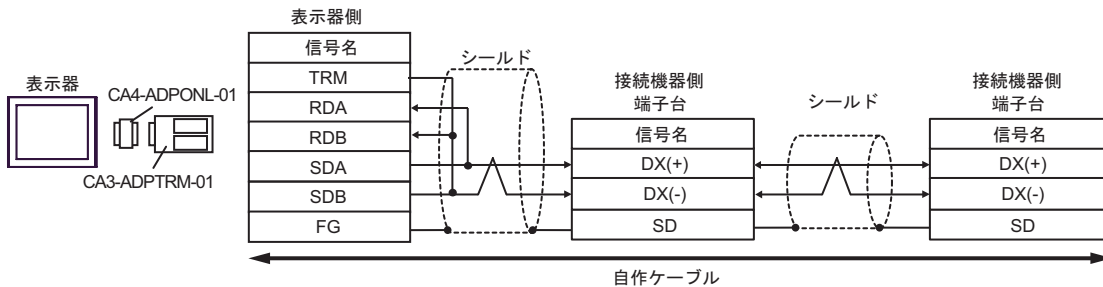 表示器
CA4-ADPONL-01
CA3-ADPTRM-01
表示器側
信号名
TRM
RDA
RDB
SDA
SDB
FG
シールド
接続機器側
端子台
信号名
DX(+)
DX(-)
SD
シールド
接続機器側
端子台
信号名
DX(+)
DX(-)
SD
自作ケーブル